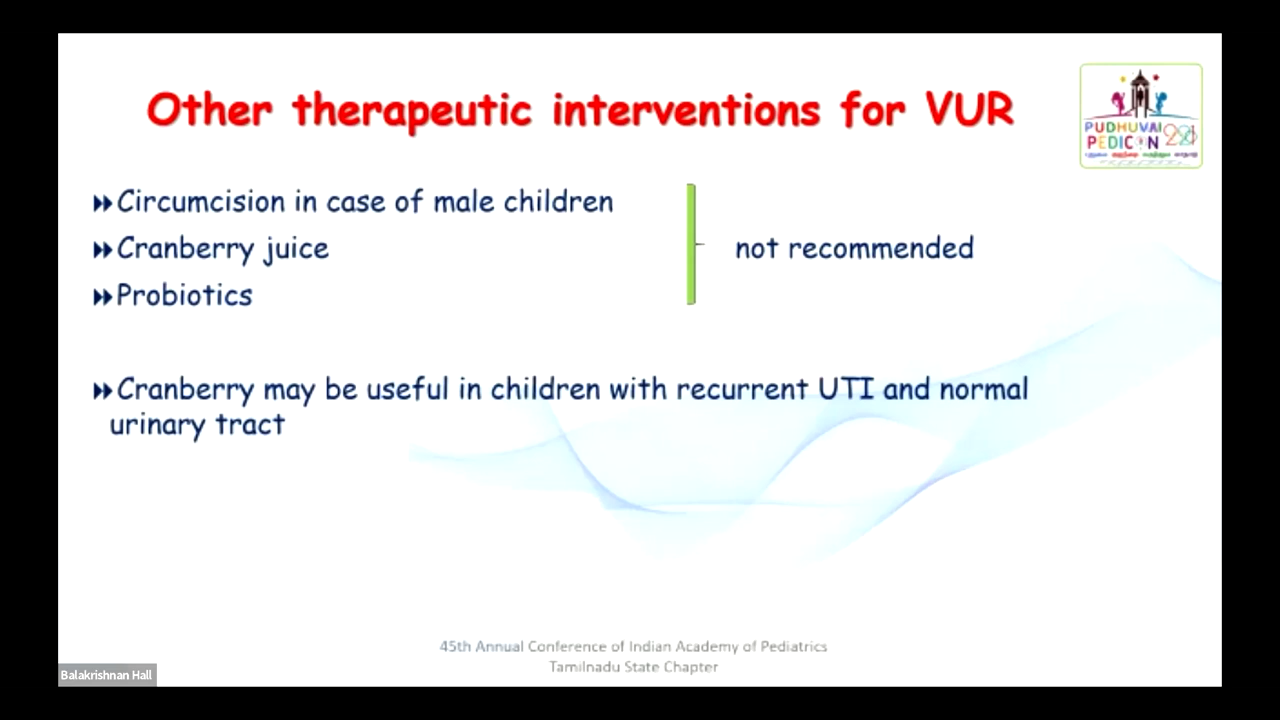 Other therapeutic interventions for VUR
PUDHUVAI
PEDICON
Circumcision in case of male children
Cranberry juice
not recommended
Probiotics
Cranberry may be useful in children with recurrent UTI and normal
urinary tract
45th Annual Conference of Indian Academy of Pediatrics
Tamilnadu State Chapter
Balakrishnan Hall